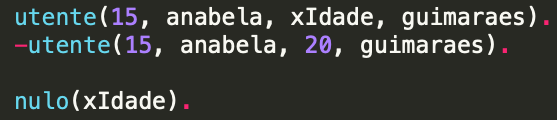 utente(15, anabela, xIdade, guimaraes).
-utente(15, anabela, 20, guimaraes).
nulo(xIdade).